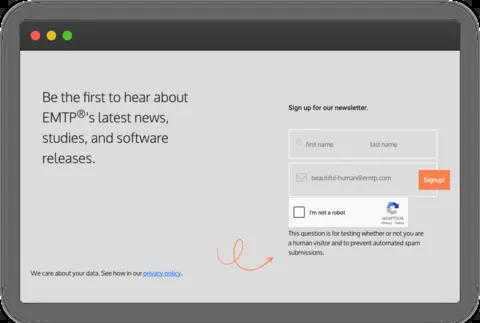 Be the first to hear about
EMTP®'s latest news,
studies, and software
releases.
We care about your data. See how in our privacy policy.
Sign up for our newsletter.
first name last name
beautiful-human@emtp.com
Signup!
I'm not a robot
reCAPTCHA
Privacy - Terms
This question is for testing whether or not you are
a human visitor and to prevent automated spam
submissions.